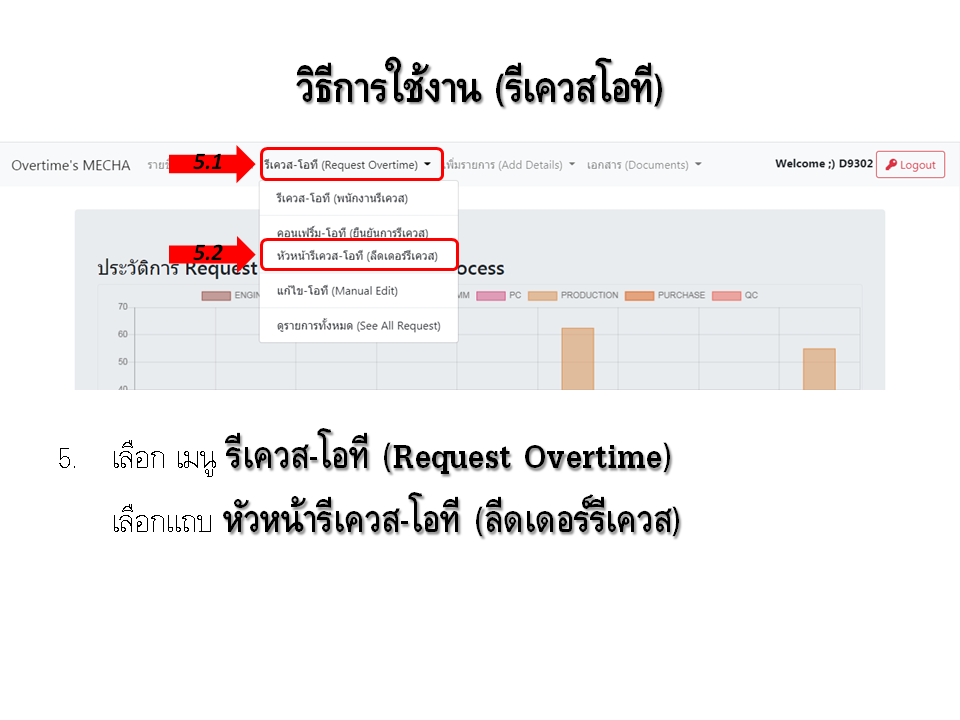 วิธีการใช้งาน (รีเควสโอที)
Overtime's MECHA 5.1 รีเควส-โอที (Request Overtime) เพิ่มรายการ (Add Details) เอกสาร (Documents) Welcome ;) D9302 Logout
รีเควส-โอที (พนักงานรีเควส)
คอนเฟริ์ม-โอที (ยืนยันการรีเควส)
5.2 หัวหน้ารีเควส-โอที (ลีดเดอร์รีเควส)
ประวัติการ Request
แก้ไข-โอที (Manual Edit)
PC PRODUCTION PURCHASE QC
70
ดูรายการทั้งหมด (See All Request)
60
50
40
5. เลือก เมนู รีเควส-โอที (Request Overtime)
เลือกแถบ หัวหน้ารีเควส-โอที (ลีดเดอร์รีเควส)